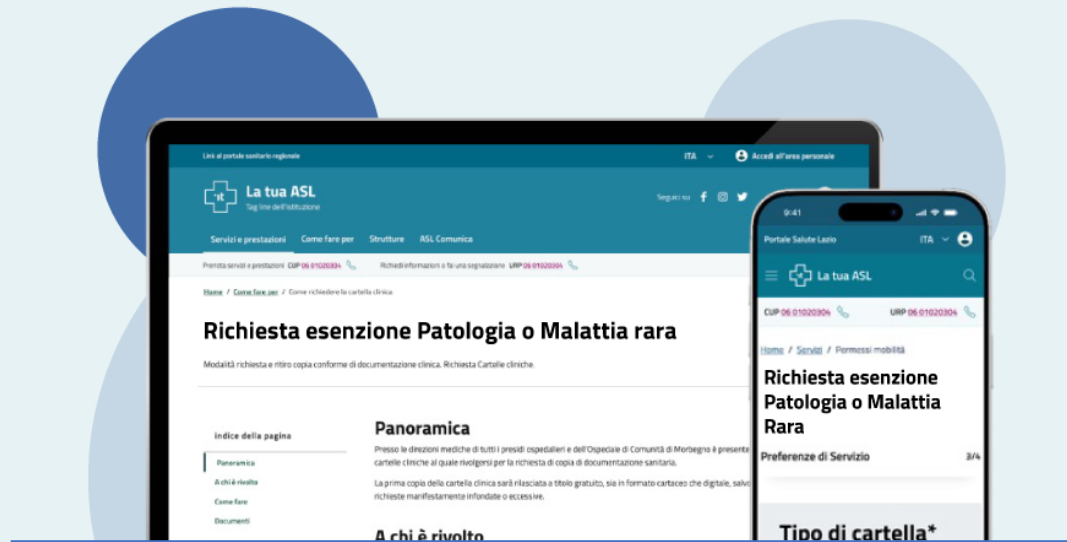 Link al portale sanitario regionale
ITA
Accedi all'area personale
'it
La tua ASL
Tag line dell'istituzione
Seguici su
Servizi e prestazioni
Come fare per
Strutture
ASL Comunica
Prenota servizi e prestazioni CUP 06 01020304
Richiedi informazioni o fai una segnalazione URP 06 01020304
Home / Come fare per / Come richiedere la cartella clinica
Richiesta esenzione Patologia o Malattia rara
Modalità richiesta e ritiro copia conforme di documentazione clinica. Richiesta Cartelle cliniche.
indice della pagina
Panoramica
A chi è rivolto
Come fare
Documenti
Panoramica
Presso le direzioni mediche di tutti i presidi ospedalieri e dell'Ospedale di Comunità di Morbegno è presente
cartelle cliniche al quale rivolgersi per la richiesta di copia di documentazione sanitaria.
La prima copia della cartella clinica sarà rilasciata a titolo gratuito, sia in formato cartaceo che digitale, salvo
richieste manifestamente infondate o eccessive.
A chi è rivolto
9:41
Portale Salute Lazio
ITA
La tua ASL
CUP 06 01020304
URP 06 01020304
Home / Servizi / Permessi mobilità
Richiesta esenzione
Patologia o Malattia
Rara
Preferenze di Servizio
3/4
Tipo di cartella*